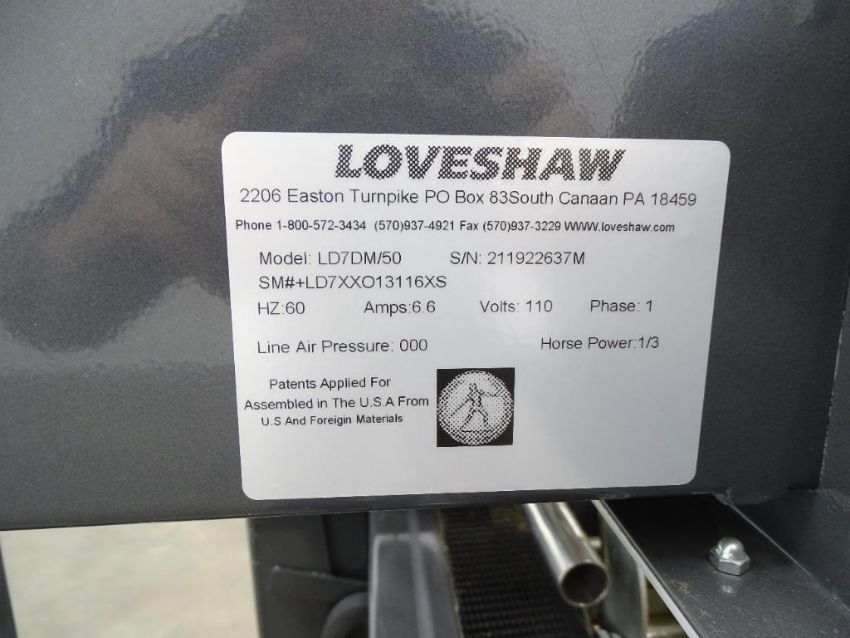 LOVESHAW
2206 Easton Turnpike PO Box 83South Canaan PA 18459
Phone 1-800-572-3434 (570)937-4921 Fax (570)937-3229 WWW.loveshaw.com
Model: LD7DM/50 S/N: 211922637M
SM#+LD7XXO13116XS
HZ:60 Amps:6.6 Volts: 110 Phase: 1
Line Air Pressure: 000 Horse Power:1/3
Patents Applied For
Assembled in The U.S.A From
U.S And Foreigin Materials